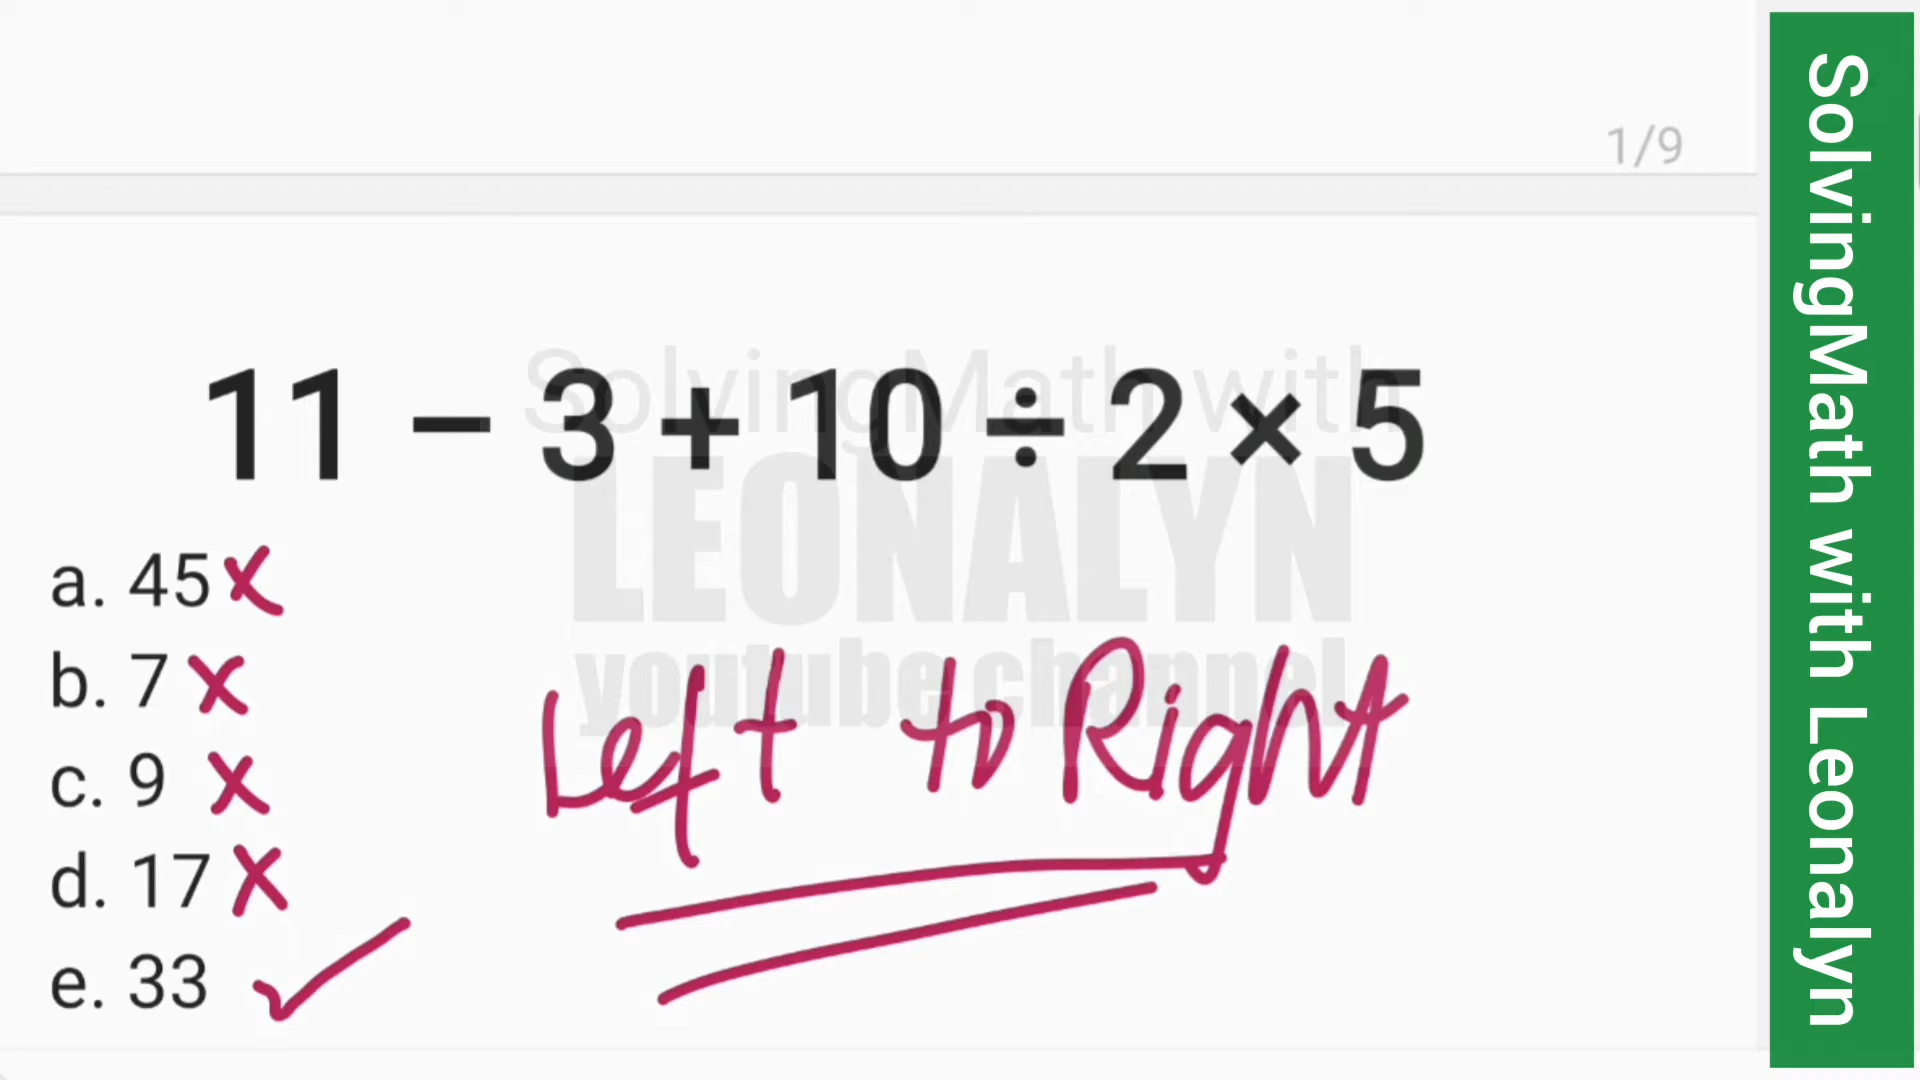 1/9
SolvingMath with
LEONALYN
youtube channel
11 − 3 + 10 ÷ 2 × 5
a. 45 x
b. 7 x
c. 9 x
d. 17 x
e. 33 ✓
Left to Right
SolvingMath with Leonalyn